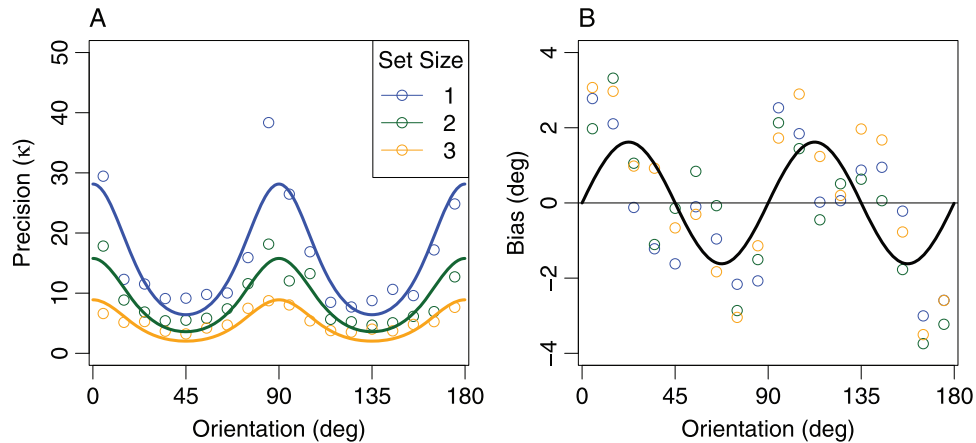 A
Precision (κ)
50
40
30
20
10
0
Set Size
1
2
3
0 45 90 135 180
Orientation (deg)
B
Bias (deg)
4
2
0
−2
−4
0 45 90 135 180
Orientation (deg)